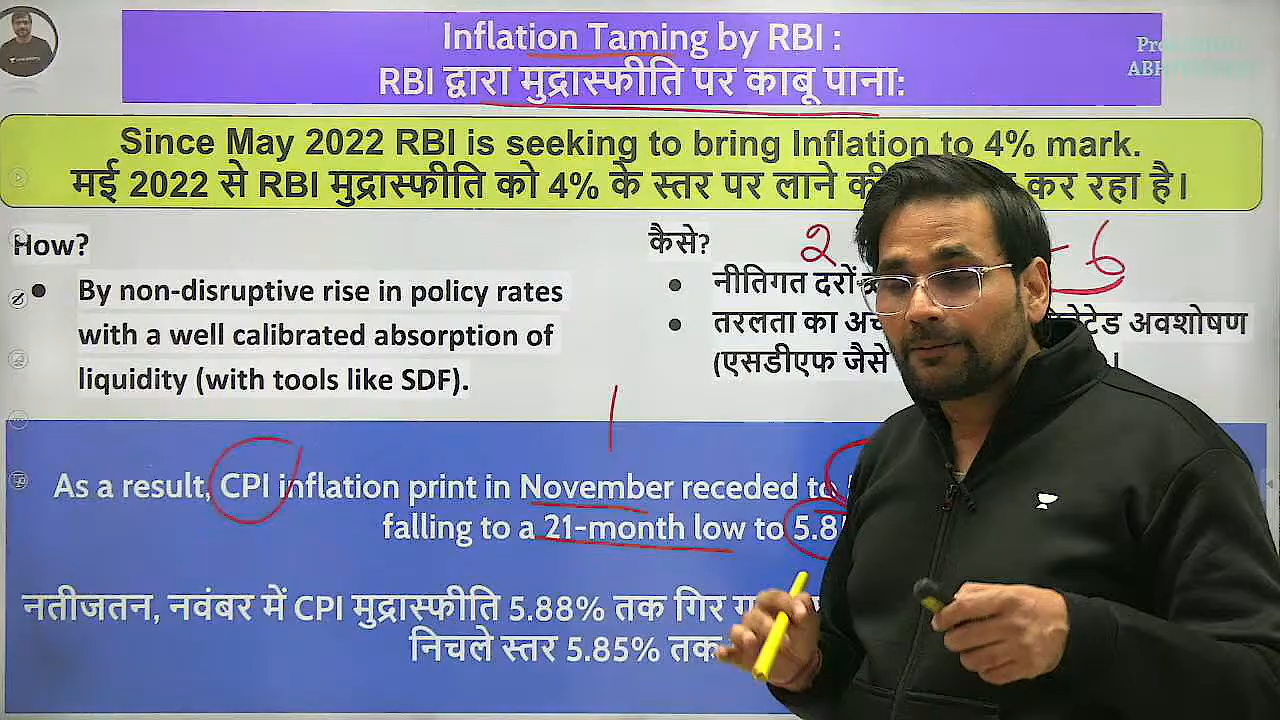 Inflation Taming by RBI :
RBI द्वारा मुद्रास्फीति पर काबू पाना:
Since May 2022 RBI is seeking to bring Inflation to 4% mark.
मई 2022 से RBI मुद्रास्फीति को 4% के स्तर पर लाने कर रहा है।
How?
● By non-disruptive rise in policy rates
with a well calibrated absorption of
liquidity (with tools like SDF).
कैसे?
2 - 6
● नीतिगत दरों
● तरलता का अवशोषण
(एसडीएफ जैसे
As a result, CPI inflation print in November receded to
falling to a 21-month low to 5.8
नतीजतन, नवंबर में CPI मुद्रास्फीति 5.88% तक गिर
निचले स्तर 5.85% तक